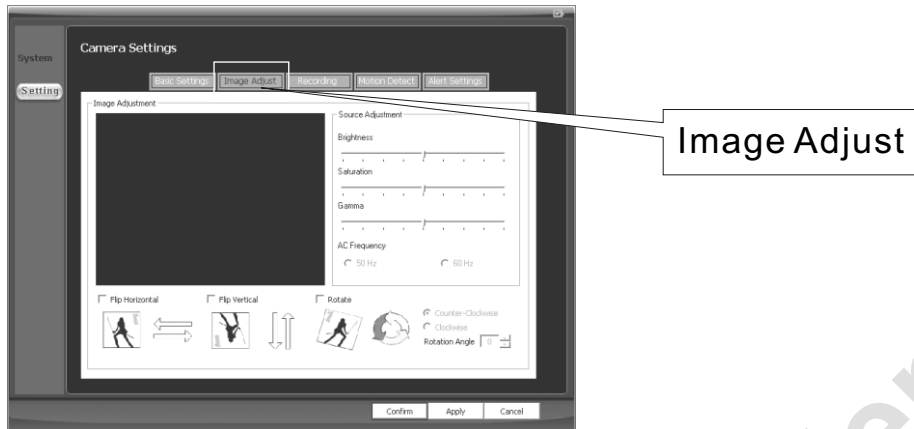 Camera Settings
System
Setting
Basic Settings Image Adjust Recording Motion Detect Alert Settings
Image Adjust
Image Adjustment
Source Adjustment
Brightness
Saturation
Gamma
AC Frequency
50 Hz 60 Hz
Flip Horizontal Flip Vertical Rotate
Counter-Clockwise
Clockwise
Rotation Angle 0
Confirm Apply Cancel